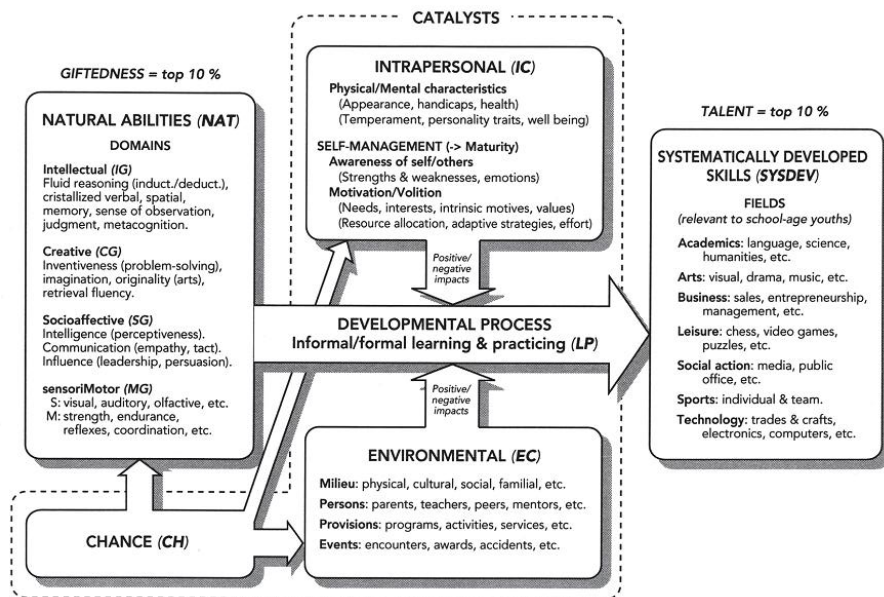 CATALYSTS
GIFTEDNESS = top 10 %
NATURAL ABILITIES (NAT)
DOMAINS
Intellectual (IG)
Fluid reasoning (induct./deduct.),
cristallized verbal, spatial,
memory, sense of observation,
judgment, metacognition.
Creative (CG)
Inventiveness (problem-solving),
imagination, originality (arts),
retrieval fluency.
Socioaffective (SG)
Intelligence (perceptiveness).
Communication (empathy, tact).
Influence (leadership, persuasion).
sensoriMotor (MG)
S: visual, auditory, olfactive, etc.
M: strength, endurance,
reflexes, coordination, etc.
INTRAPERSONAL (IC)
Physical/Mental characteristics
(Appearance, handicaps, health)
(Temperament, personality traits, well being)
SELF-MANAGEMENT (-> Maturity)
Awareness of self/others
(Strengths & weaknesses, emotions)
Motivation/Volition
(Needs, interests, intrinsic motives, values)
(Resource allocation, adaptive strategies, effort)
Positive/
negative
impacts
DEVELOPMENTAL PROCESS
Informal/formal learning & practicing (LP)
Positive/
negative
impacts
ENVIRONMENTAL (EC)
Milieu: physical, cultural, social, familial, etc.
Persons: parents, teachers, peers, mentors, etc.
Provisions: programs, activities, services, etc.
Events: encounters, awards, accidents, etc.
CHANCE (CH)
TALENT = top 10 %
SYSTEMATICALLY DEVELOPED
SKILLS (SYSDEV)
FIELDS
(relevant to school-age youths)
Academics: language, science,
humanities, etc.
Arts: visual, drama, music, etc.
Business: sales, entrepreneurship,
management, etc.
Leisure: chess, video games,
puzzles, etc.
Social action: media, public
office, etc.
Sports: individual & team.
Technology: trades & crafts,
electronics, computers, etc.